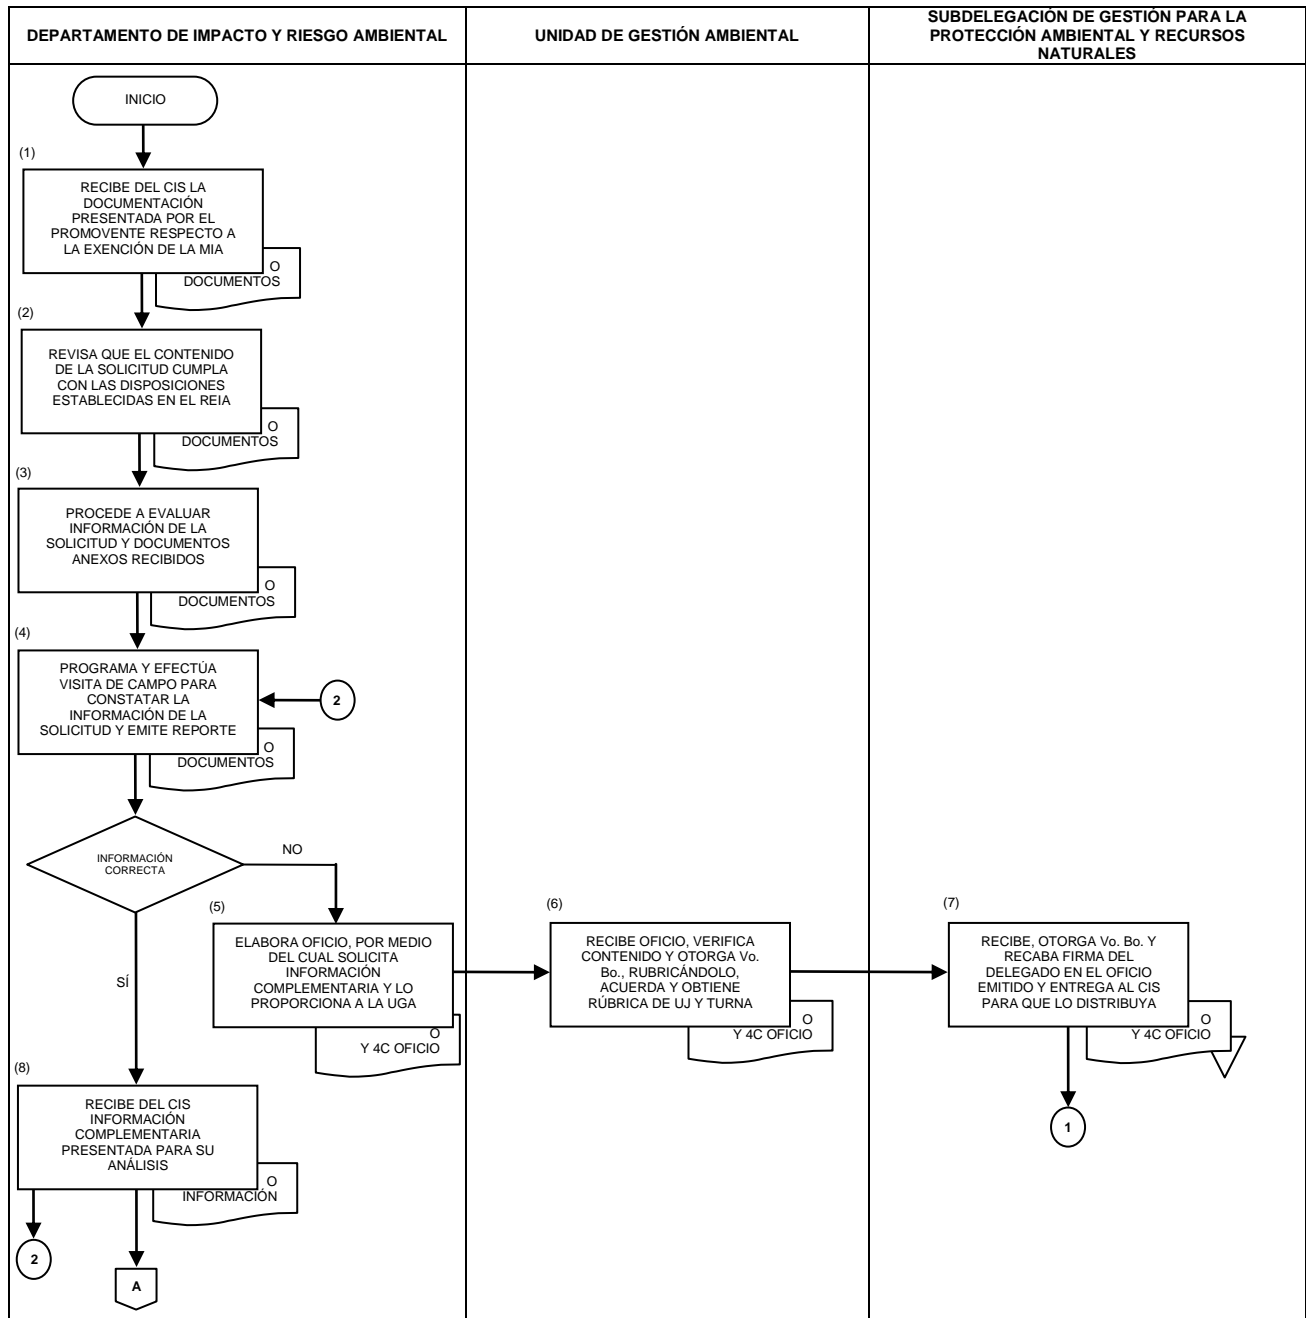 DEPARTAMENTO DE IMPACTO Y RIESGO AMBIENTAL
UNIDAD DE GESTIÓN AMBIENTAL
SUBDELEGACIÓN DE GESTIÓN PARA LA
PROTECCIÓN AMBIENTAL Y RECURSOS
NATURALES
INICIO
(1)
RECIBE DEL CIS LA
DOCUMENTACIÓN
PRESENTADA POR EL
PROMOVENTE RESPECTO A
LA EXENCIÓN DE LA MIA
O
DOCUMENTOS
(2)
REVISA QUE EL CONTENIDO
DE LA SOLICITUD CUMPLA
CON LAS DISPOSICIONES
ESTABLECIDAS EN EL REIA
O
DOCUMENTOS
(3)
PROCEDE A EVALUAR
INFORMACIÓN DE LA
SOLICITUD Y DOCUMENTOS
ANEXOS RECIBIDOS
O
DOCUMENTOS
(4)
PROGRAMA Y EFECTÚA
VISITA DE CAMPO PARA
CONSTATAR LA
INFORMACIÓN DE LA
SOLICITUD Y EMITE REPORTE
2
O
DOCUMENTOS
INFORMACIÓN
CORRECTA
NO
SÍ
(5)
ELABORA OFICIO, POR MEDIO
DEL CUAL SOLICITA
INFORMACIÓN
COMPLEMENTARIA Y LO
PROPORCIONA A LA UGA
O
Y 4C OFICIO
(6)
RECIBE OFICIO, VERIFICA
CONTENIDO Y OTORGA Vo.
Bo., RUBRICÁNDOLO,
ACUERDA Y OBTIENE
RÚBRICA DE UJ Y TURNA
O
Y 4C OFICIO
(7)
RECIBE, OTORGA Vo. Bo. Y
RECABA FIRMA DEL
DELEGADO EN EL OFICIO
EMITIDO Y ENTREGA AL CIS
PARA QUE LO DISTRIBUYA
O
Y 4C OFICIO
1
(8)
RECIBE DEL CIS
INFORMACIÓN
COMPLEMENTARIA
PRESENTADA PARA SU
ANÁLISIS
O
INFORMACIÓN
2
A